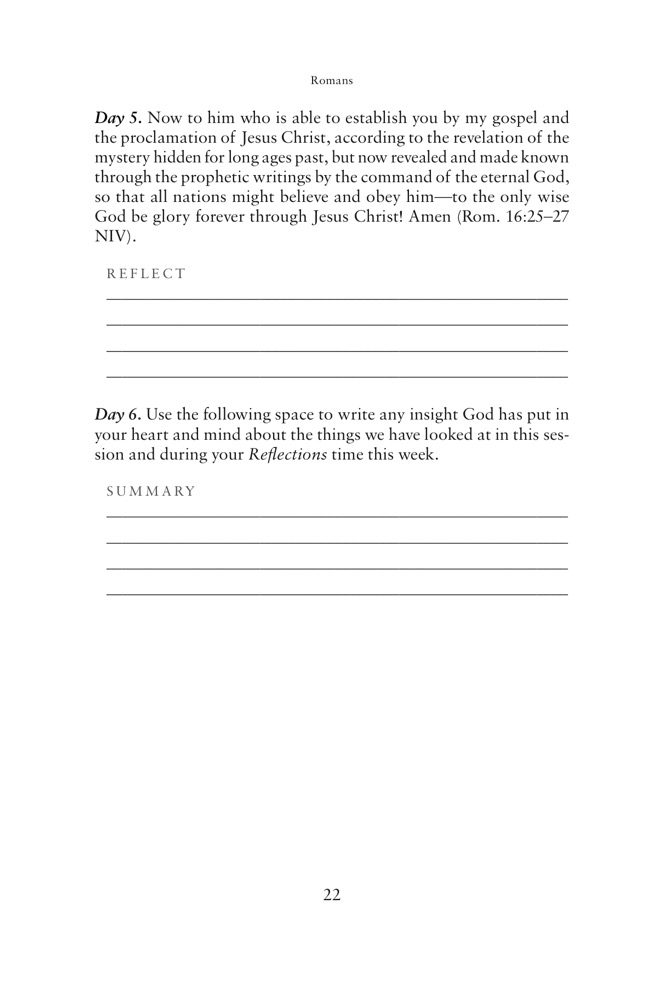 Romans
Day 5. Now to him who is able to establish you by my gospel and
the proclamation of Jesus Christ, according to the revelation of the
mystery hidden for long ages past, but now revealed and made known
through the prophetic writings by the command of the eternal God,
so that all nations might believe and obey him—to the only wise
God be glory forever through Jesus Christ! Amen (Rom. 16:25–27
NIV).
REFLECT
Day 6. Use the following space to write any insight God has put in
your heart and mind about the things we have looked at in this ses-
sion and during your Reflections time this week.
SUMMARY
22